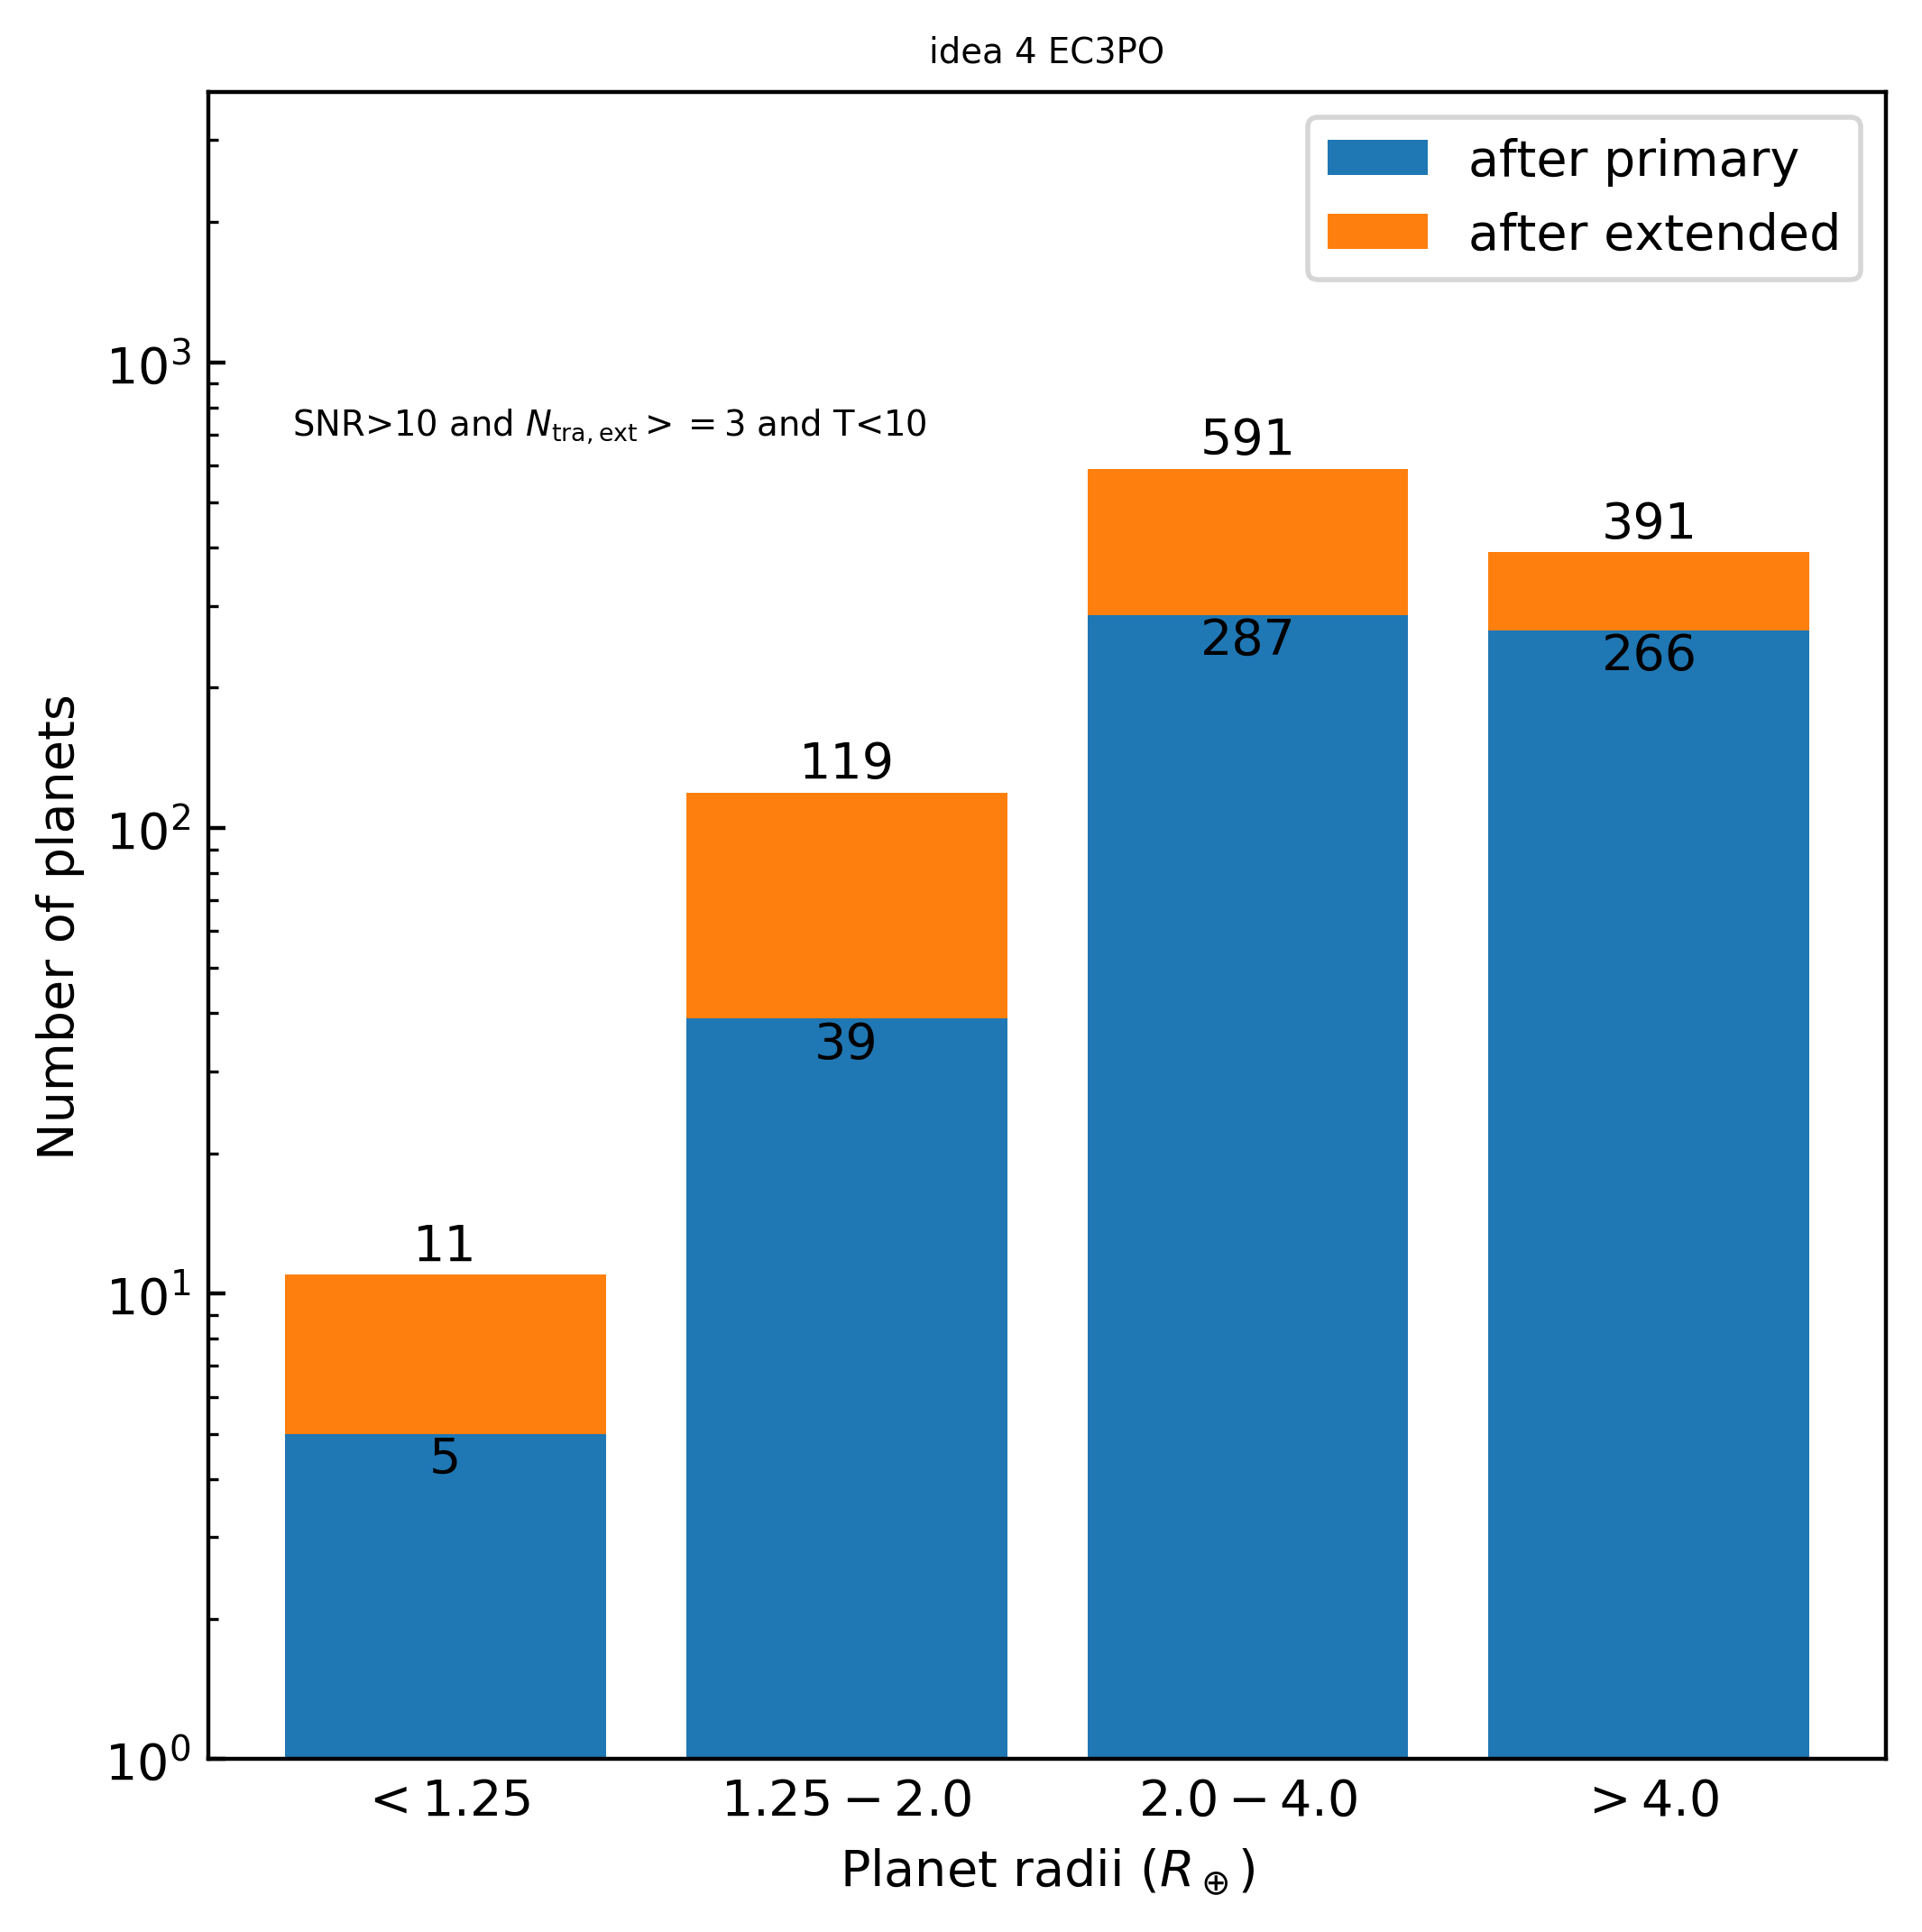 idea 4 EC3PO
after primary
after extended
SNR>10 and N_tra,ext >=3 and T<10
Number of planets
10³
10²
10¹
10⁰
591
391
287
266
119
39
11
5
<1.25
1.25−2.0
2.0−4.0
>4.0
Planet radii (R⊕)